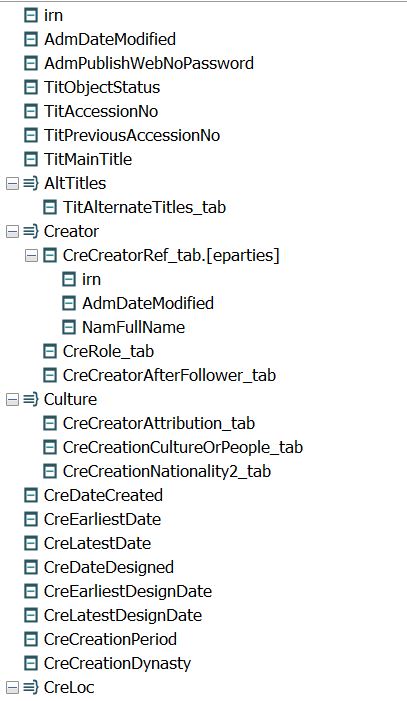 irn
AdmDateModified
AdmPublishWebNoPassword
TitObjectStatus
TitAccessionNo
TitPreviousAccessionNo
TitMainTitle
AltTitles
TitAlternateTitles_tab
Creator
CreCreatorRef_tab.[eparties]
irn
AdmDateModified
NamFullName
CreRole_tab
CreCreatorAfterFollower_tab
Culture
CreCreatorAttribution_tab
CreCreationCultureOrPeople_tab
CreCreationNationality2_tab
CreDateCreated
CreEarliestDate
CreLatestDate
CreDateDesigned
CreEarliestDesignDate
CreLatestDesignDate
CreCreationPeriod
CreCreationDynasty
CreLoc